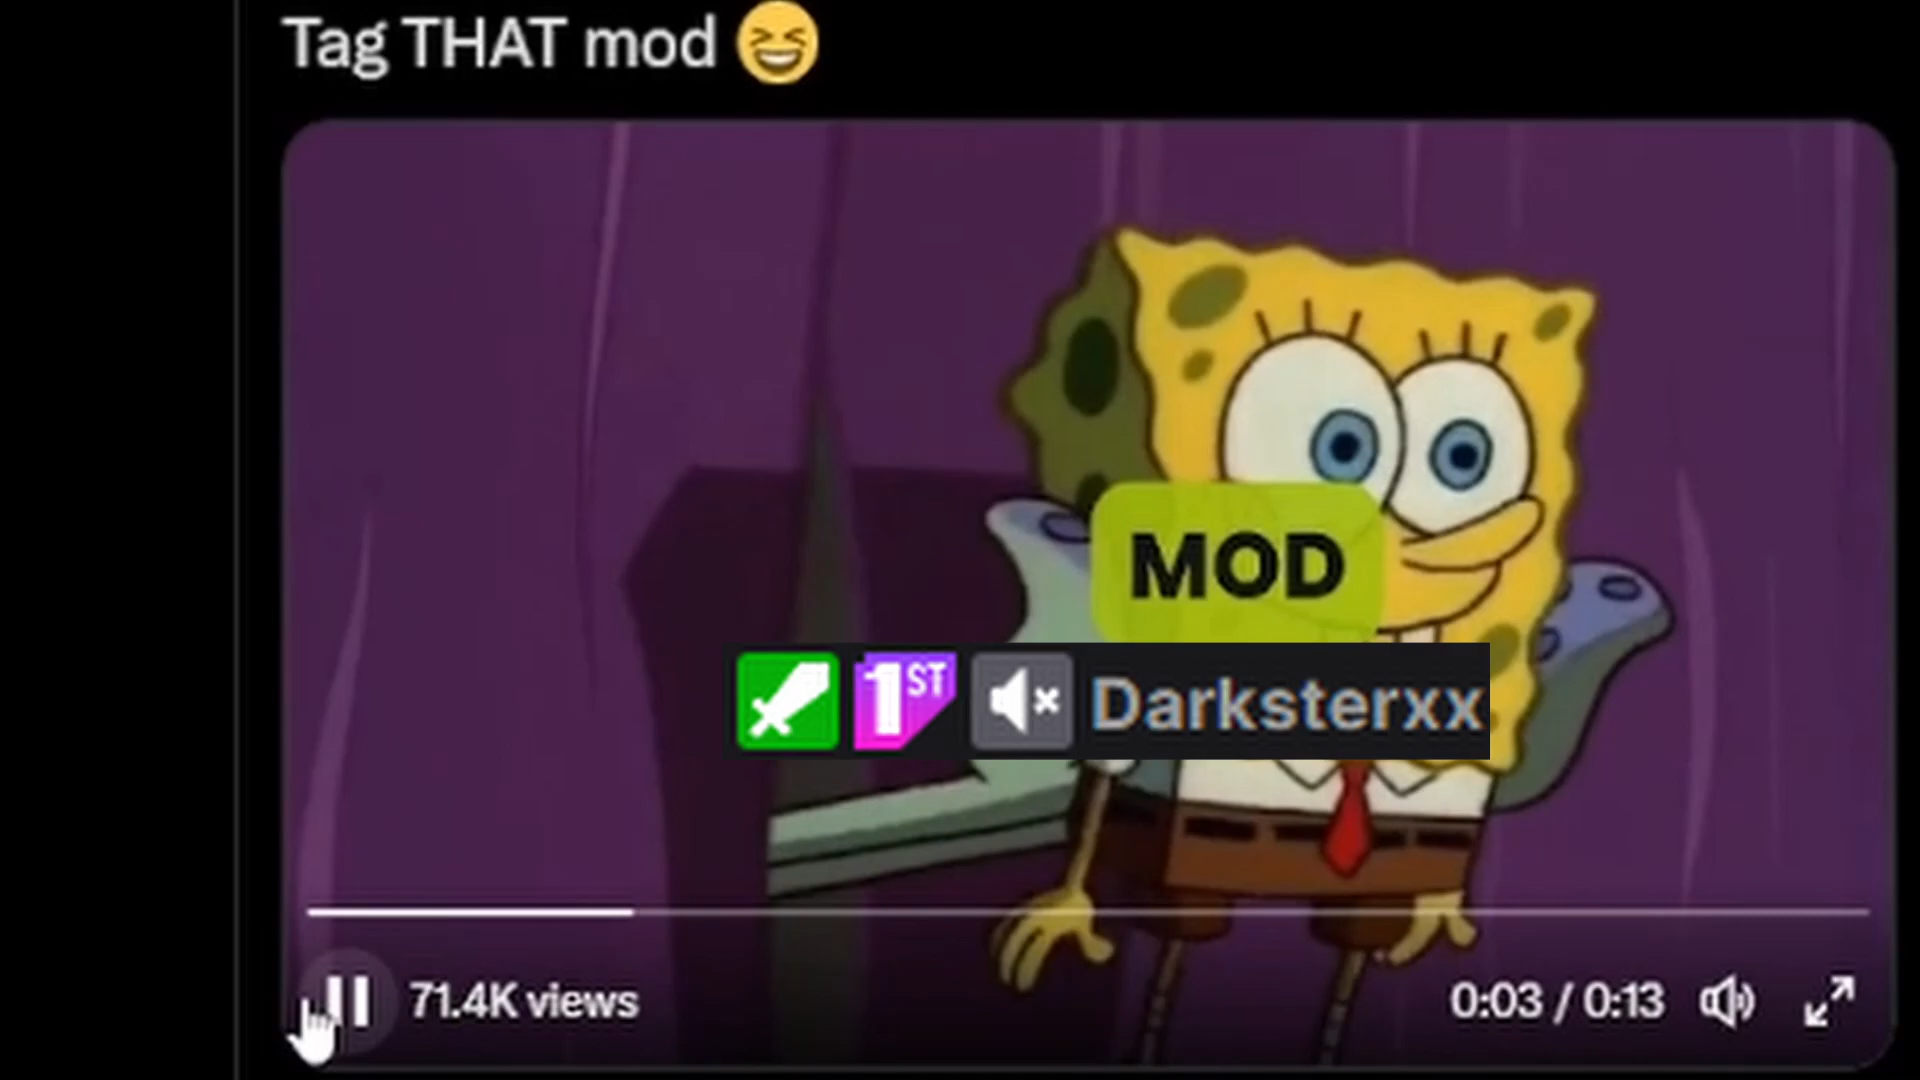 Tag THAT mod 😆
MOD
1ST Darksterxx
71.4K views
0:03 / 0:13